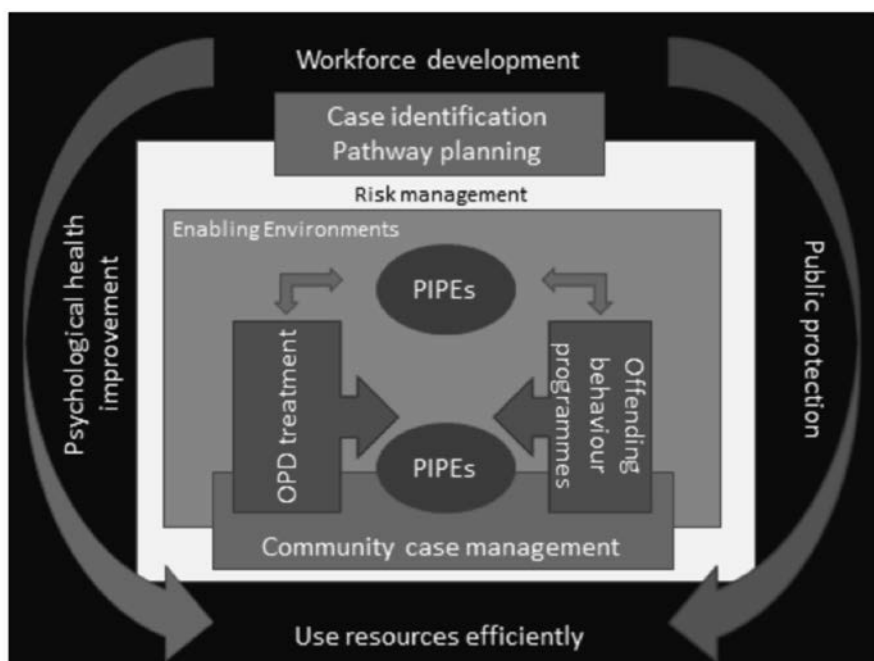 Workforce development
Case identification
Pathway planning
Risk management
Enabling Environments
PIPEs
Psychological health
improvement
OPD treatment
Offending
behaviour
programmes
Public protection
PIPEs
Community case management
Use resources efficiently